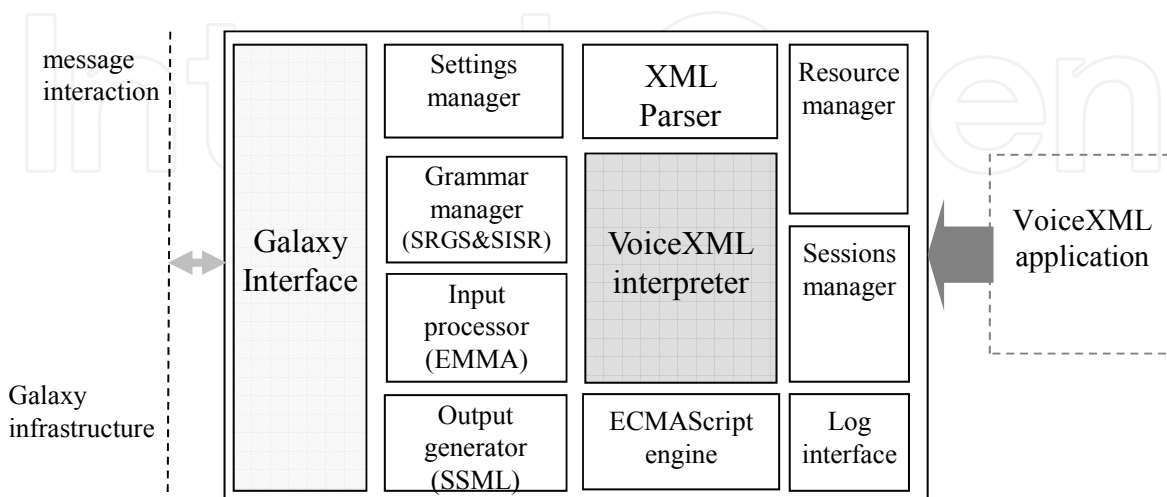 message
interaction
Galaxy
infrastructure
Galaxy
Interface
Settings
manager
Grammar
manager
(SRGS&SISR)
Input
processor
(EMMA)
Output
generator
(SSML)
XML
Parser
VoiceXML
interpreter
ECMAScript
engine
Resource
manager
Sessions
manager
Log
interface
VoiceXML
application